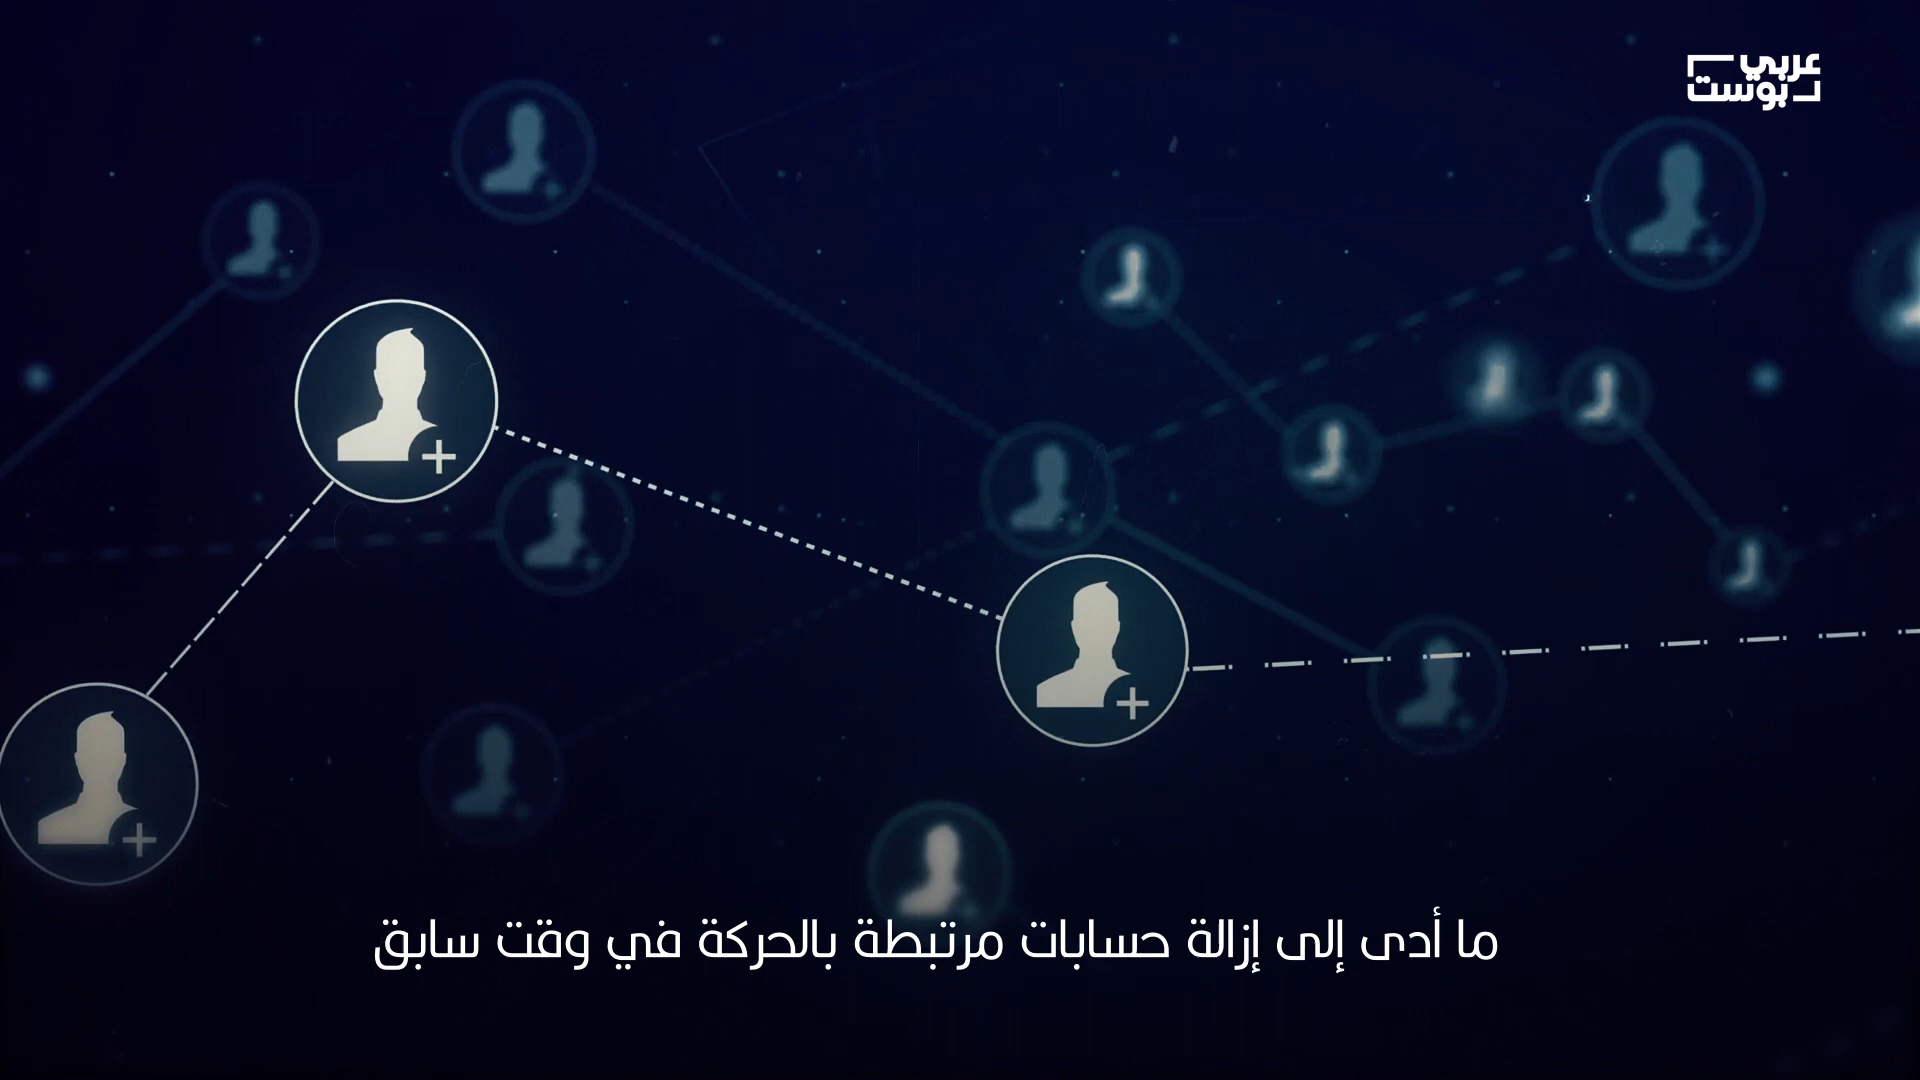 عربي
بوست
ما أدى إلى إزالة حسابات مرتبطة بالحركة في وقت سابق